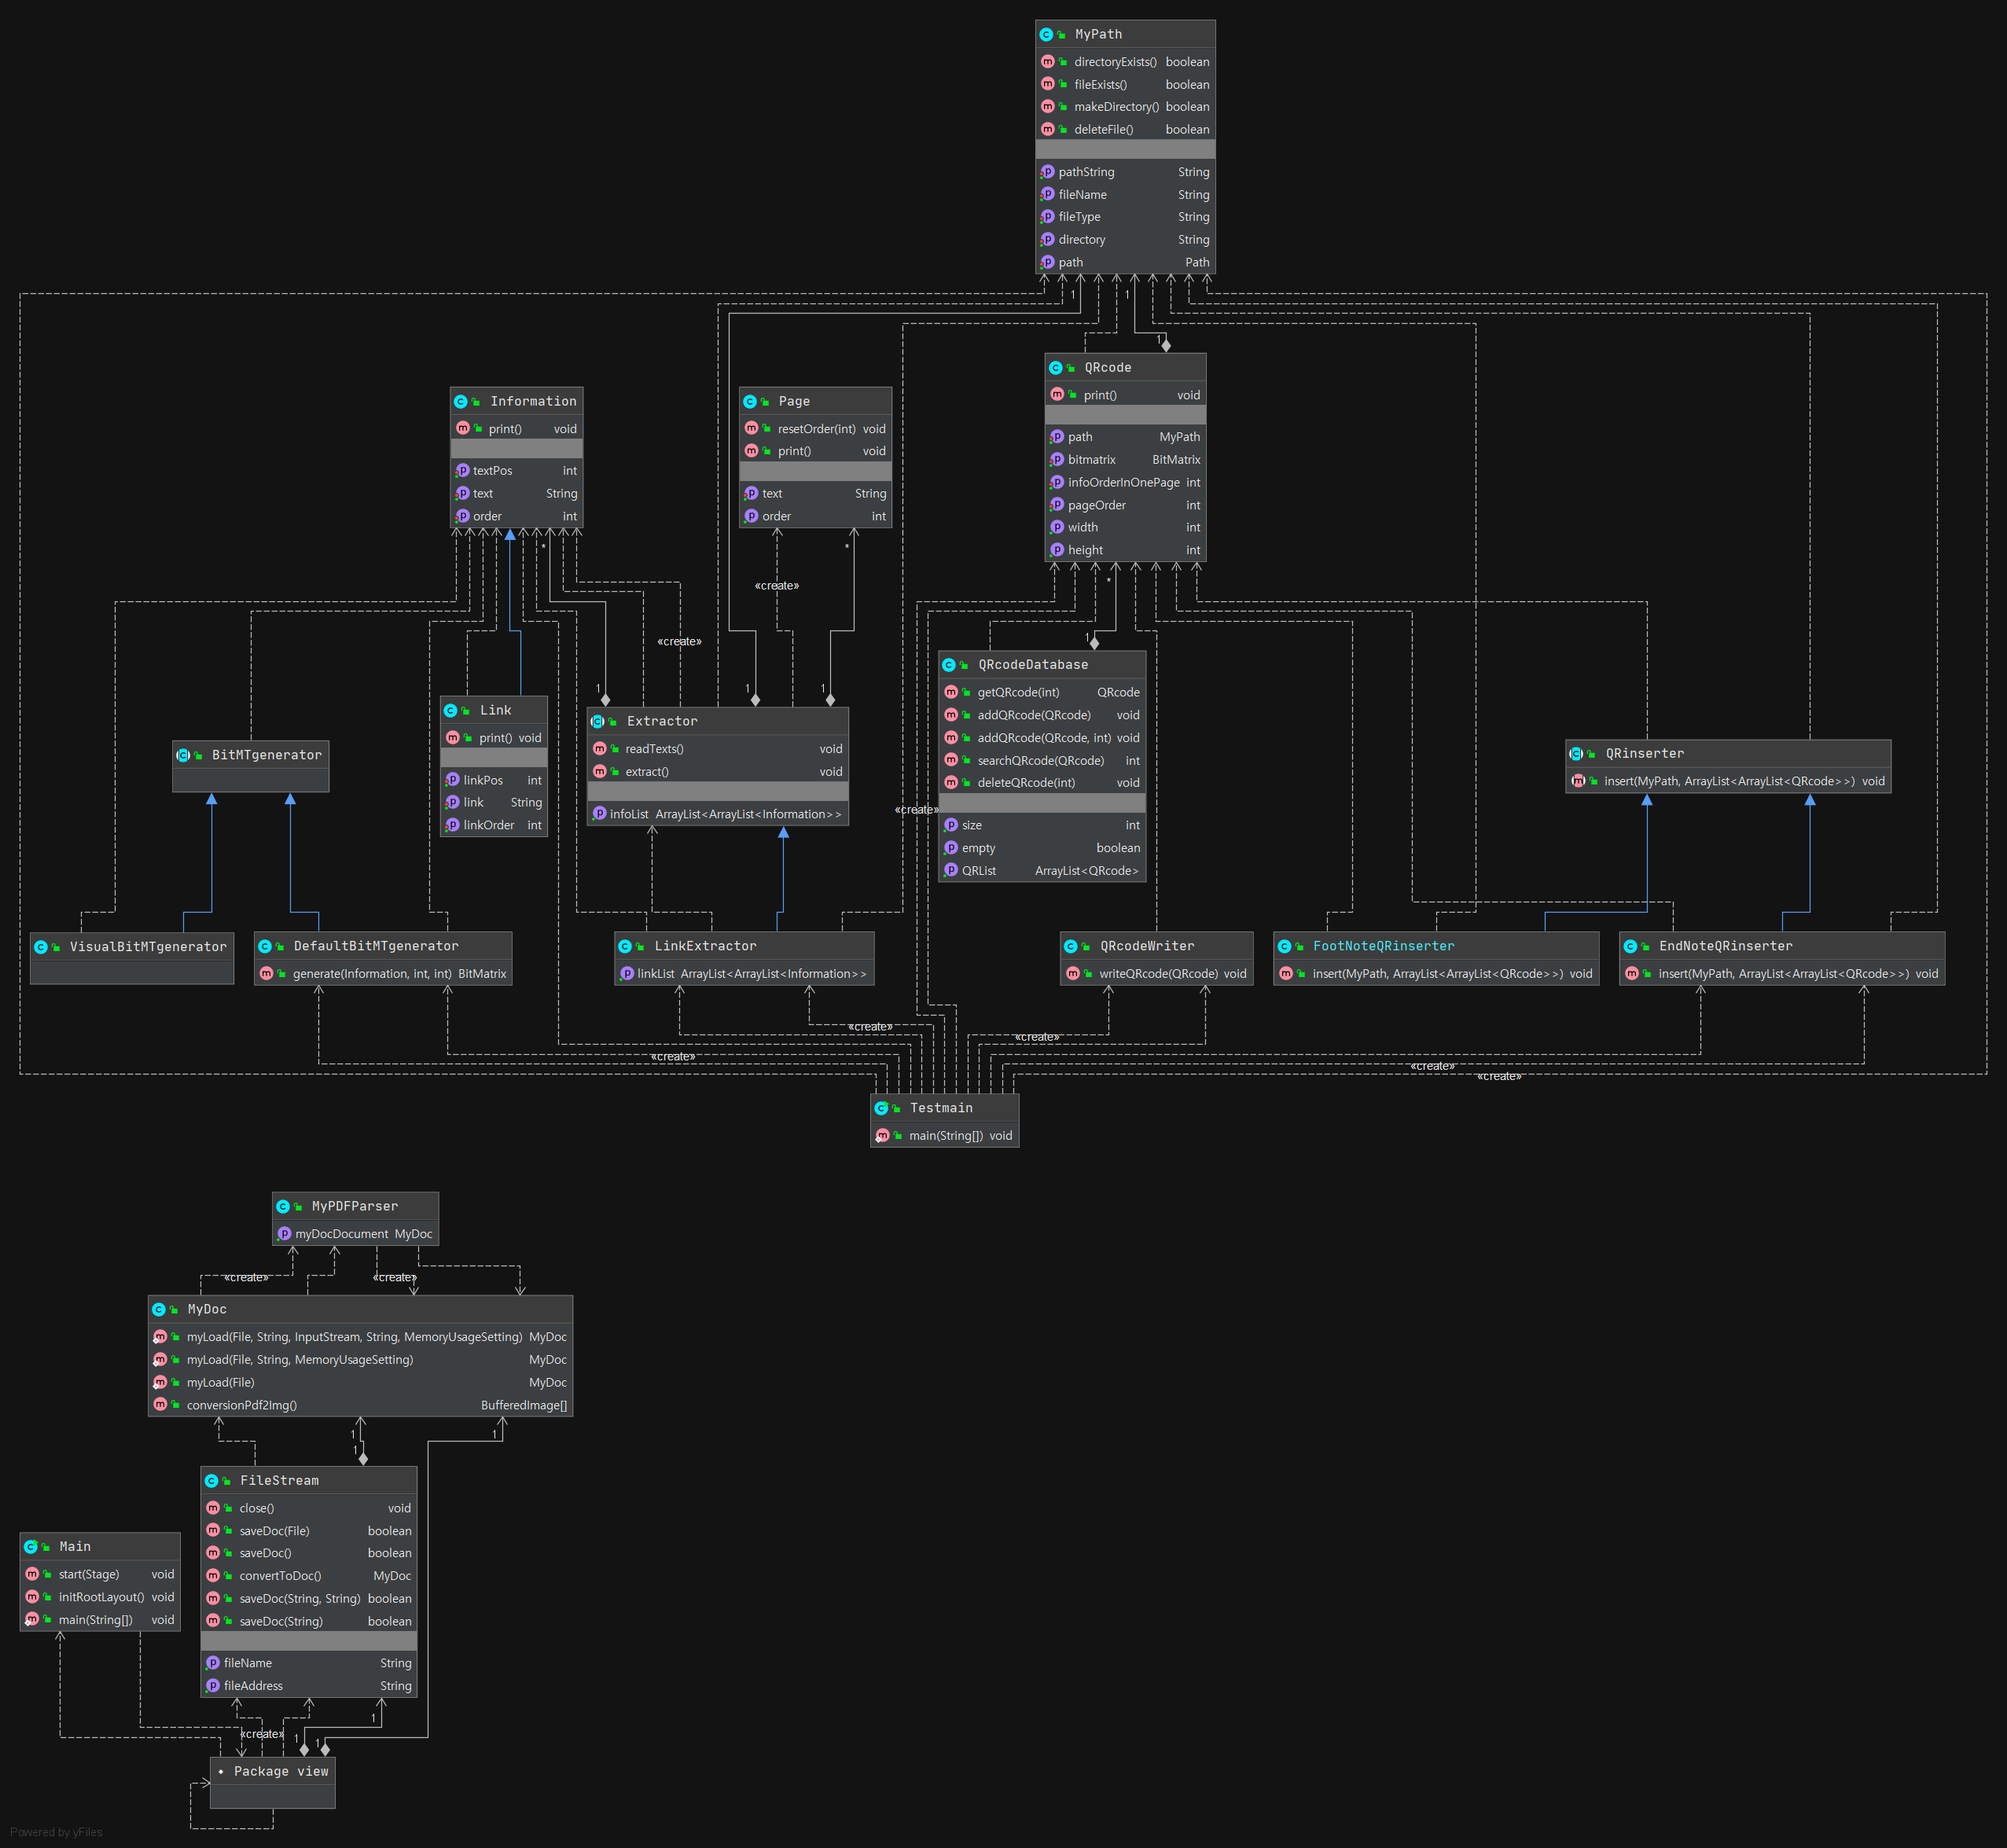 MyPath
directoryExists() boolean
fileExists() boolean
makeDirectory() boolean
deleteFile() boolean
pathString String
fileName String
fileType String
directory String
path Path
1
1
1
QRcode
print() void
path MyPath
bitmatrix BitMatrix
infoOrderInOnePage int
pageOrder int
width int
height int
Information
print() void
textPos int
text String
order int
Page
resetOrder(int) void
print() void
text String
order int
*
*
*
«create»
«create»
1
1
1
1
QRcodeDatabase
getQRcode(int) QRcode
addQRcode(QRcode) void
addQRcode(QRcode, int) void
searchQRcode(QRcode) int
deleteQRcode(int) void
size int
empty boolean
QRList ArrayList<QRcode>
Link
print() void
linkPos int
link String
linkOrder int
Extractor
readTexts() void
extract() void
infoList ArrayList<ArrayList<Information>>
BitMTgenerator
QRinserter
insert(MyPath, ArrayList<ArrayList<QRcode>>) void
«create»
VisualBitMTgenerator
DefaultBitMTgenerator
generate(Information, int, int) BitMatrix
LinkExtractor
linkList ArrayList<ArrayList<Information>>
QRcodeWriter
writeQRcode(QRcode) void
FootNoteQRinserter
insert(MyPath, ArrayList<ArrayList<QRcode>>) void
EndNoteQRinserter
insert(MyPath, ArrayList<ArrayList<QRcode>>) void
«create»
«create»
«create»
«create»
«create»
Testmain
main(String[]) void
MyPDFParser
myDocDocument MyDoc
«create»
«create»
MyDoc
myLoad(File, String, InputStream, String, MemoryUsageSetting) MyDoc
myLoad(File, String, MemoryUsageSetting) MyDoc
myLoad(File) MyDoc
conversionPdf2Img() BufferedImage[]
1
1
1
FileStream
close() void
saveDoc(File) boolean
saveDoc() boolean
convertToDoc() MyDoc
saveDoc(String, String) boolean
saveDoc(String) boolean
fileName String
fileAddress String
Main
start(Stage) void
initRootLayout() void
main(String[]) void
1
«create»
1
1
Package view
Powered by yFiles